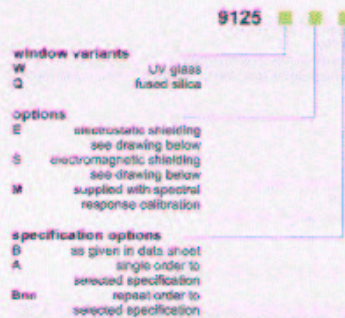 9125
window variants
W UV glass
Q fused silica
options
E electrostatic shielding
see drawing below
S electromagnetic shielding
see drawing below
M supplied with spectral
response calibration
specification options
B as given in data sheet
A single order to
selected specification
Bnn repeat order to
selected specification